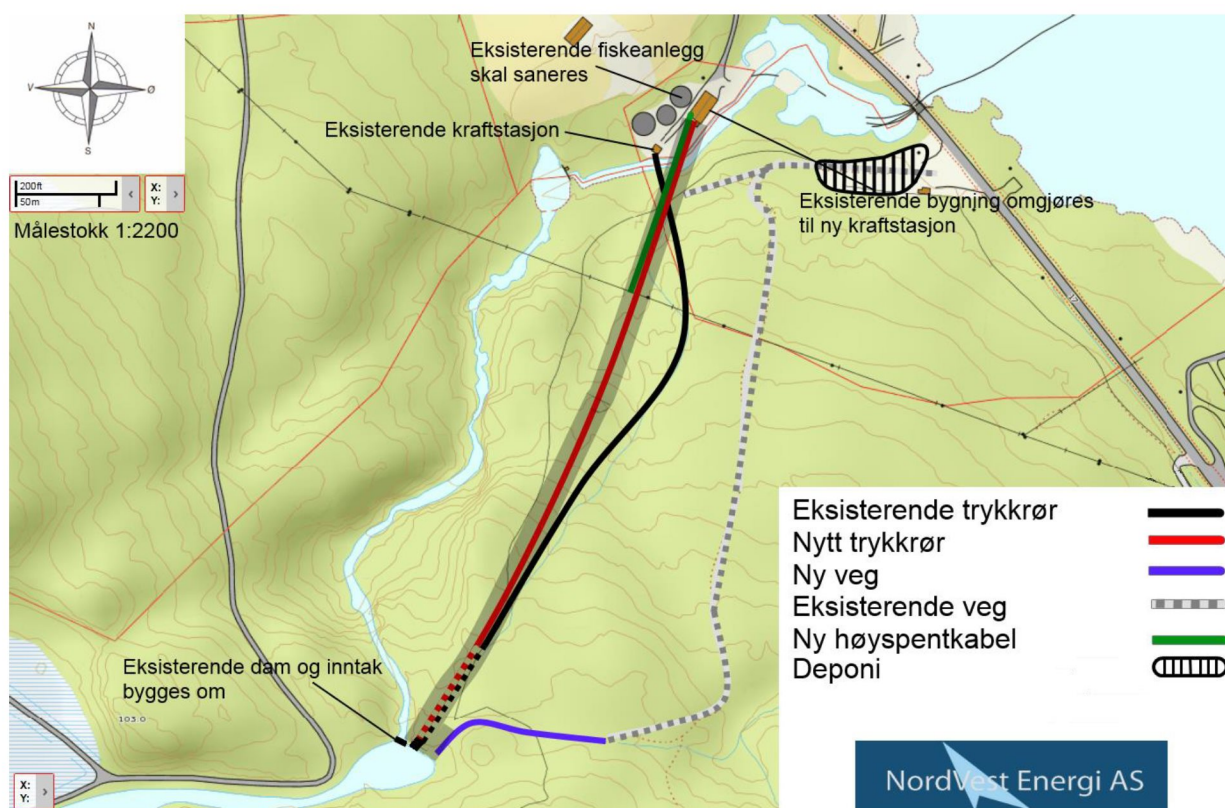 N
V
Ø
S
200ft
50m
<
X:
Y:
>
Målestokk 1:2200
Eksisterende fiskeanlegg
skal saneres
Eksisterende kraftstasjon
Eksisterende bygning omgjøres
til ny kraftstasjon
Eksisterende dam og inntak
bygges om
103.0
Eksisterende trykkrør
Nytt trykkrør
Ny veg
Eksisterende veg
Ny høyspentkabel
Deponi
X:
Y:
>
NordVest Energi AS